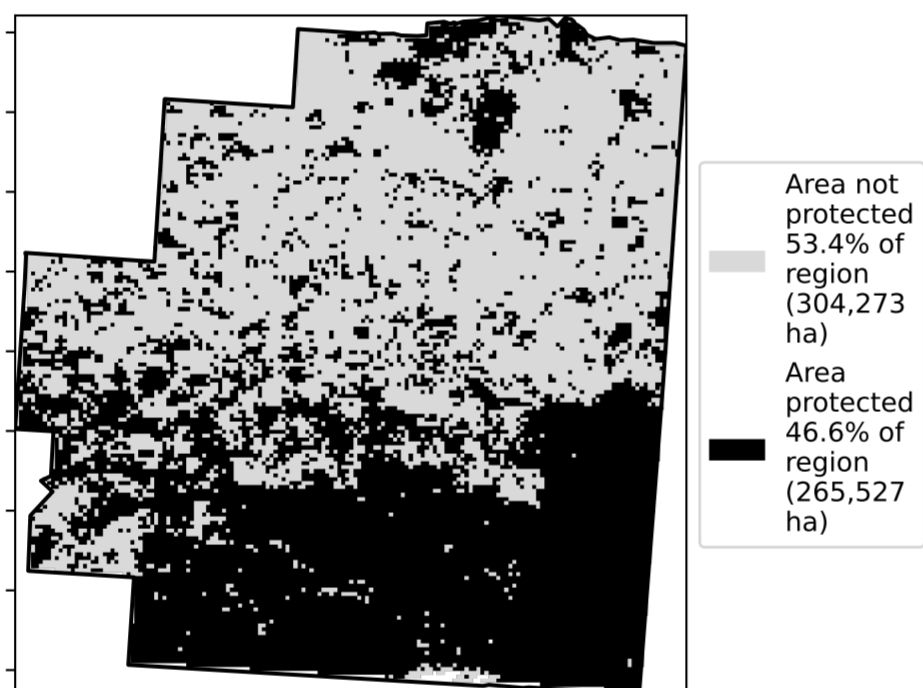 Area not
protected
53.4% of
region
(304,273
ha)
Area
protected
46.6% of
region
(265,527
ha)